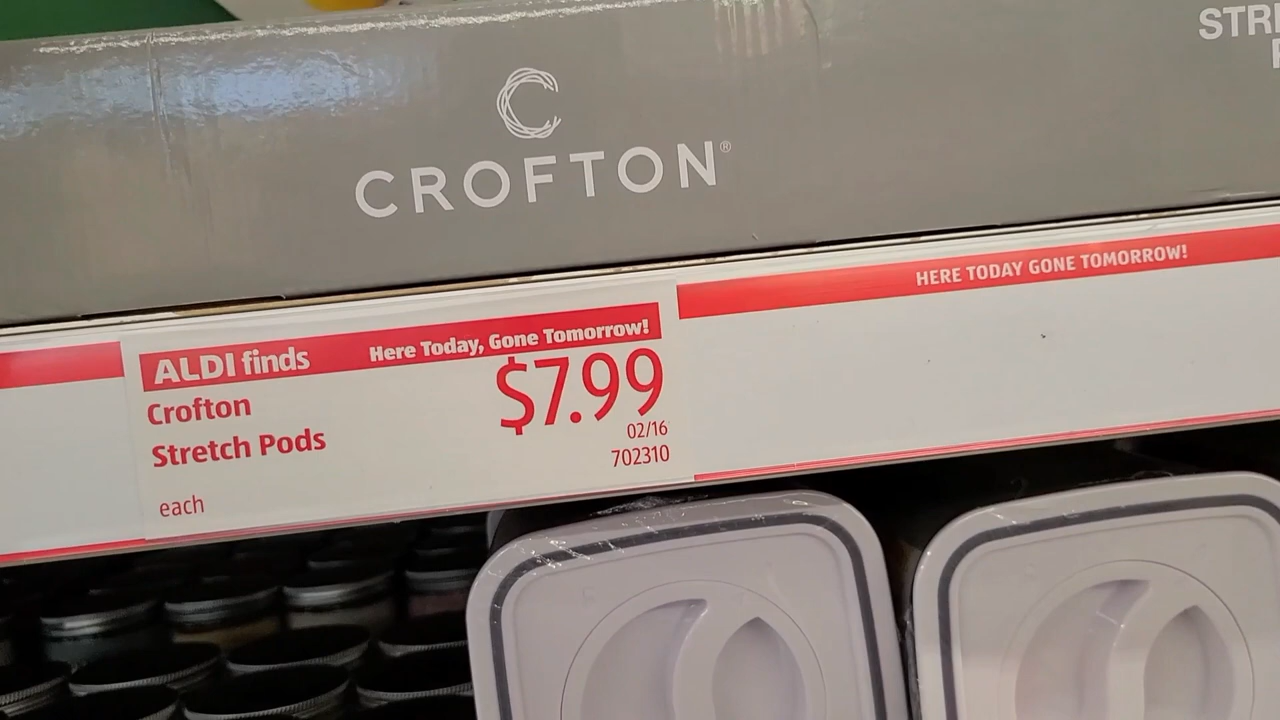 CROFTON®
HERE TODAY GONE TOMORROW!
ALDI finds Here Today, Gone Tomorrow!
Crofton
Stretch Pods
$7.99
02/16
702310
each